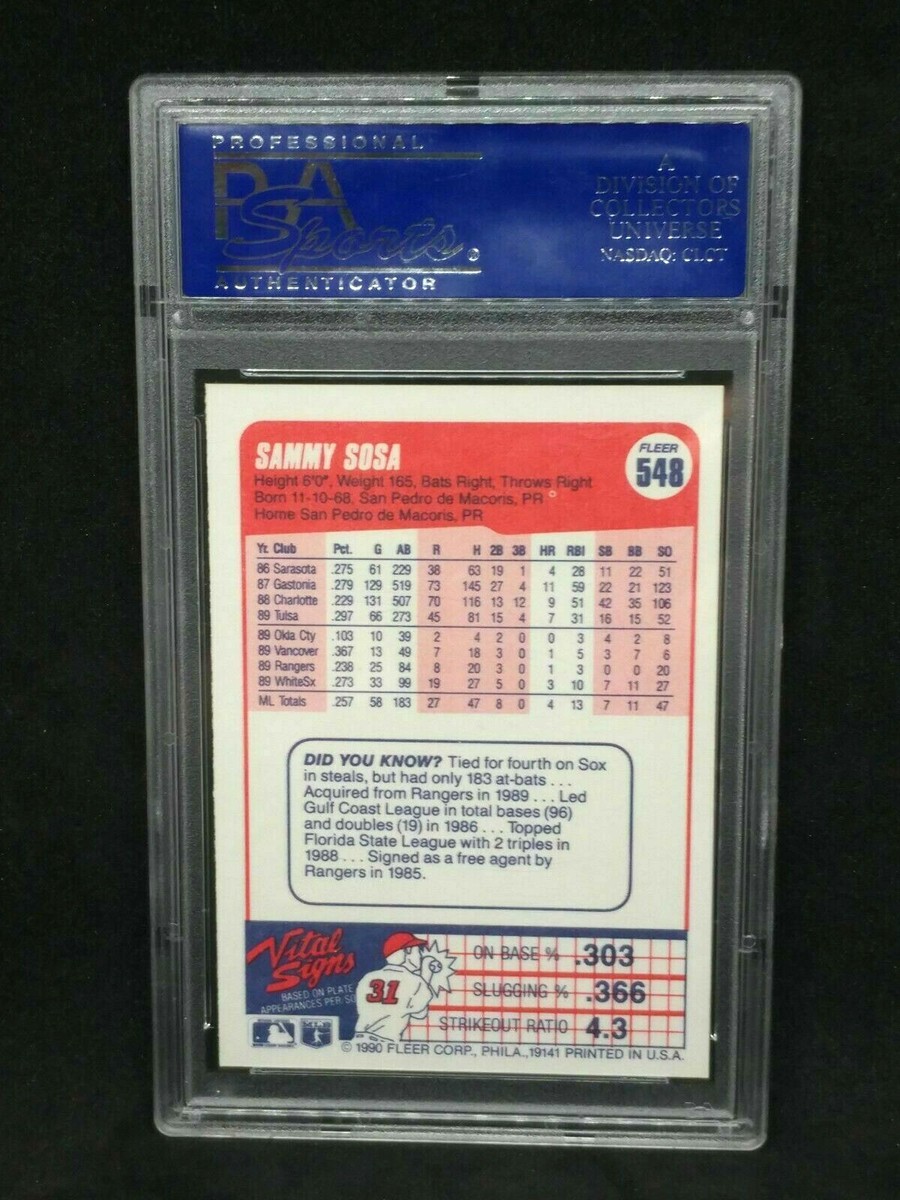 PROFESSIONAL
PSA
Sports®
AUTHENTICATOR
A
DIVISION OF
COLLECTORS
UNIVERSE
NASDAQ: CLCT
SAMMY SOSA
FLEER
548
Height 6'0", Weight 165, Bats Right, Throws Right
Born 11-10-68, San Pedro de Macoris, PR
Home San Pedro de Macoris, PR
Yr. Club Pct. G AB R H 2B 3B HR RBI SB BB SO
86 Sarasota .275 61 229 38 63 19 1 4 28 11 22 51
87 Gastonia .279 129 519 73 145 27 4 11 59 22 21 123
88 Charlotte .229 131 507 70 116 13 12 9 51 42 35 106
89 Tulsa .297 66 273 45 81 15 4 7 31 16 15 52
89 Okla Cty .103 10 39 2 4 2 0 0 3 4 2 8
89 Vancover .367 13 49 7 18 3 0 1 5 3 7 6
89 Rangers .238 25 84 8 20 3 0 1 3 0 0 20
89 WhiteSx .273 33 99 19 27 5 0 3 10 7 11 27
ML Totals .257 58 183 27 47 8 0 4 13 7 11 47
DID YOU KNOW? Tied for fourth on Sox
in steals, but had only 183 at-bats . . .
Acquired from Rangers in 1989 . . . Led
Gulf Coast League in total bases (96)
and doubles (19) in 1986 . . . Topped
Florida State League with 2 triples in
1988 . . . Signed as a free agent by
Rangers in 1985.
Vital
Signs
BASED ON PLATE
APPEARANCES PER SO
31
ON BASE % .303
SLUGGING % .366
STRIKEOUT RATIO 4.3
© 1990 FLEER CORP., PHILA., 19141 PRINTED IN U.S.A.